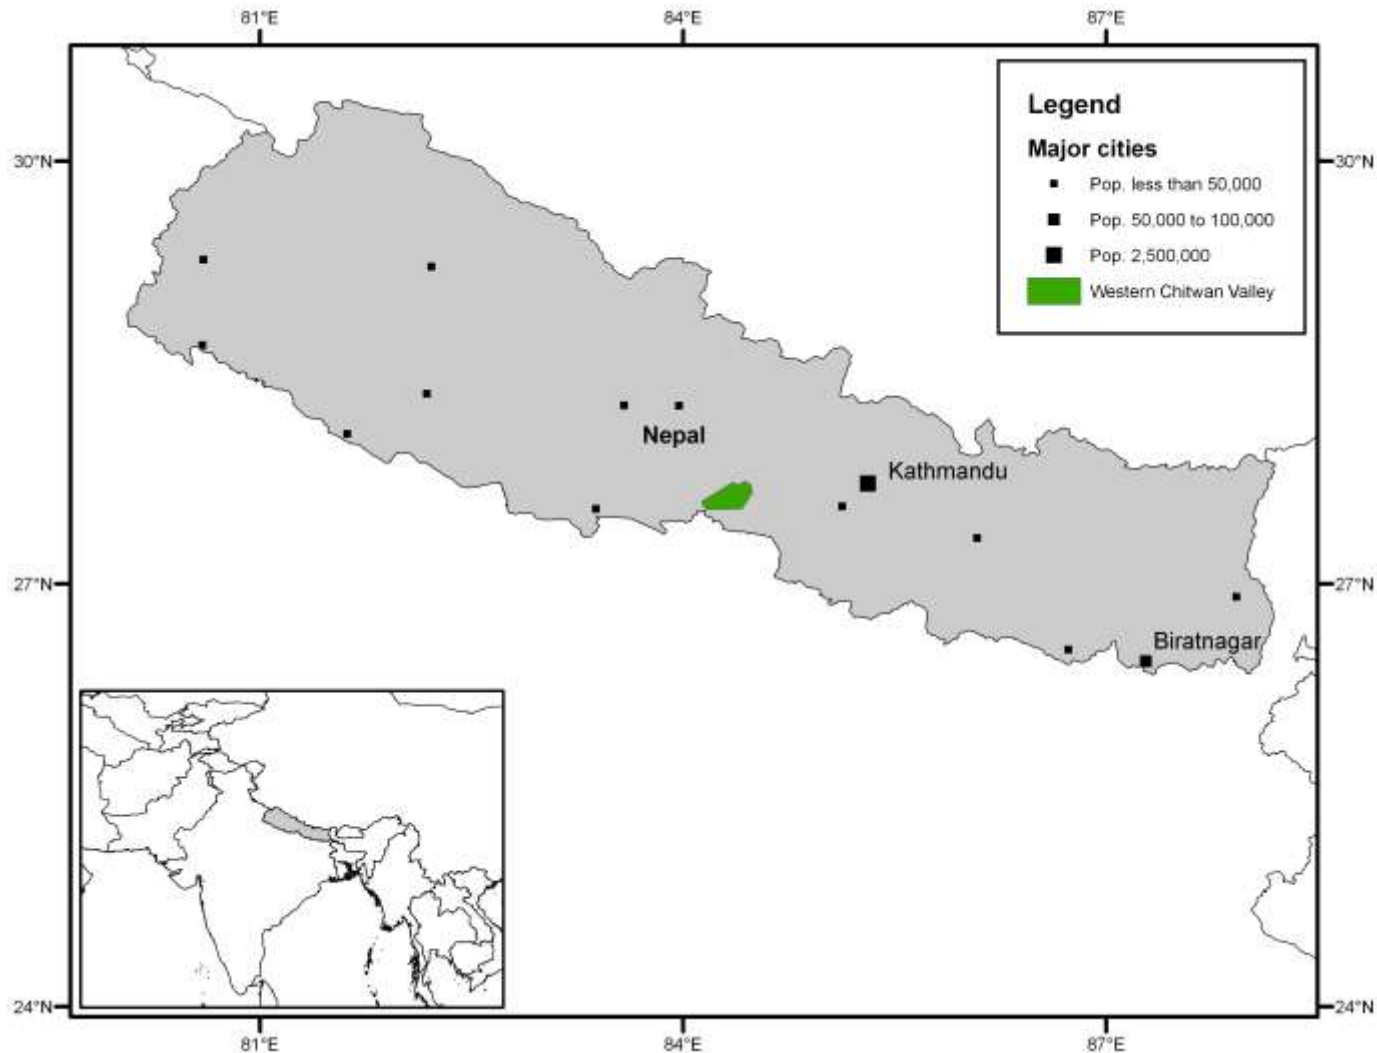 81°E
84°E
87°E
Legend
Major cities
Pop. less than 50,000
Pop. 50,000 to 100,000
Pop. 2,500,000
Western Chitwan Valley
30°N
30°N
Nepal
Kathmandu
27°N
27°N
Biratnagar
24°N
24°N
81°E
84°E
87°E